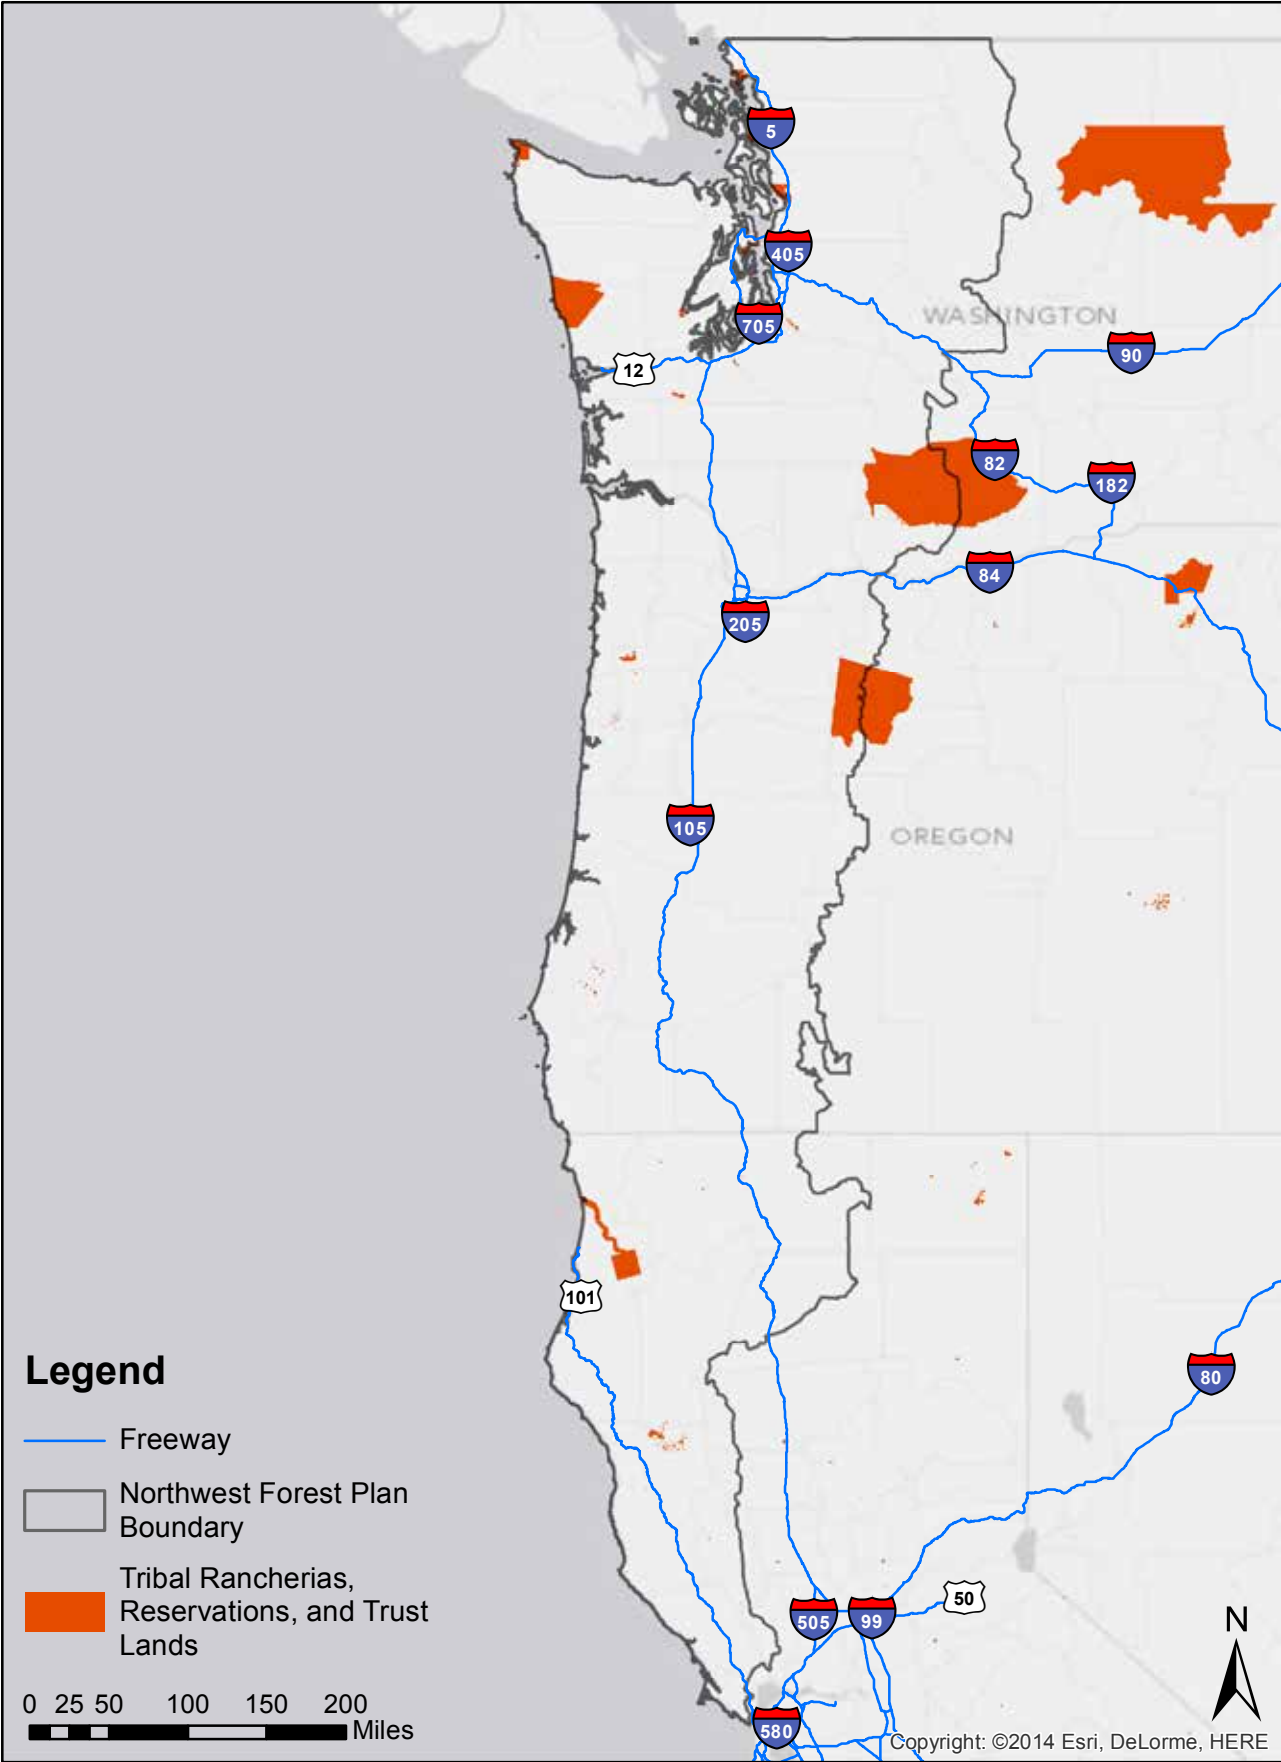 5
405
WASHINGTON
705
90
12
82
182
84
205
105
OREGON
101
80
Legend
Freeway
Northwest Forest Plan
Boundary
Tribal Rancherias,
Reservations, and Trust
Lands
505
99
50
N
0 25 50 100 150 200
Miles
580
Copyright: ©2014 Esri, DeLorme, HERE